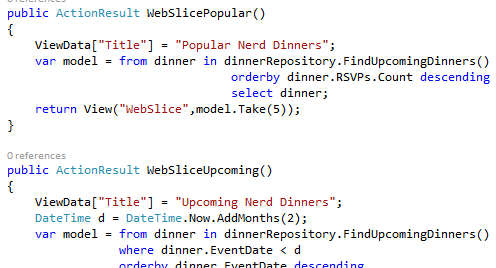 0 references
public ActionResult WebSlicePopular()
{
    ViewData["Title"] = "Popular Nerd Dinners";
    var model = from dinner in dinnerRepository.FindUpcomingDinners()
                                orderby dinner.RSVPs.Count descending
                                select dinner;
    return View("WebSlice",model.Take(5));
}
0 references
public ActionResult WebSliceUpcoming()
{
    ViewData["Title"] = "Upcoming Nerd Dinners";
    DateTime d = DateTime.Now.AddMonths(2);
    var model = from dinner in dinnerRepository.FindUpcomingDinners()
                where dinner.EventDate < d
                orderby dinner.EventDate descending